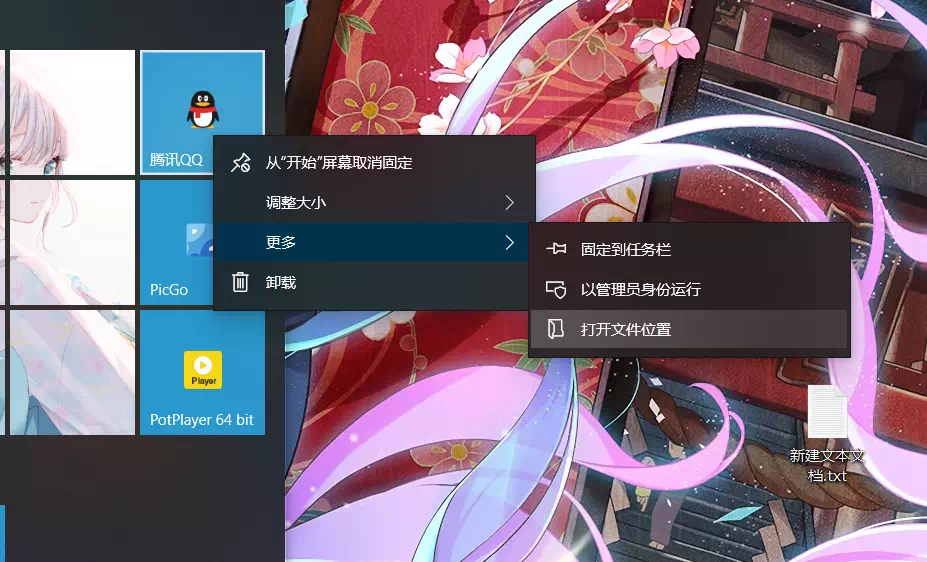 腾讯QQ
从“开始”屏幕取消固定
调整大小
更多
卸载
固定到任务栏
以管理员身份运行
打开文件位置
PicGo
Player
PotPlayer 64 bit
新建文本文
档.txt